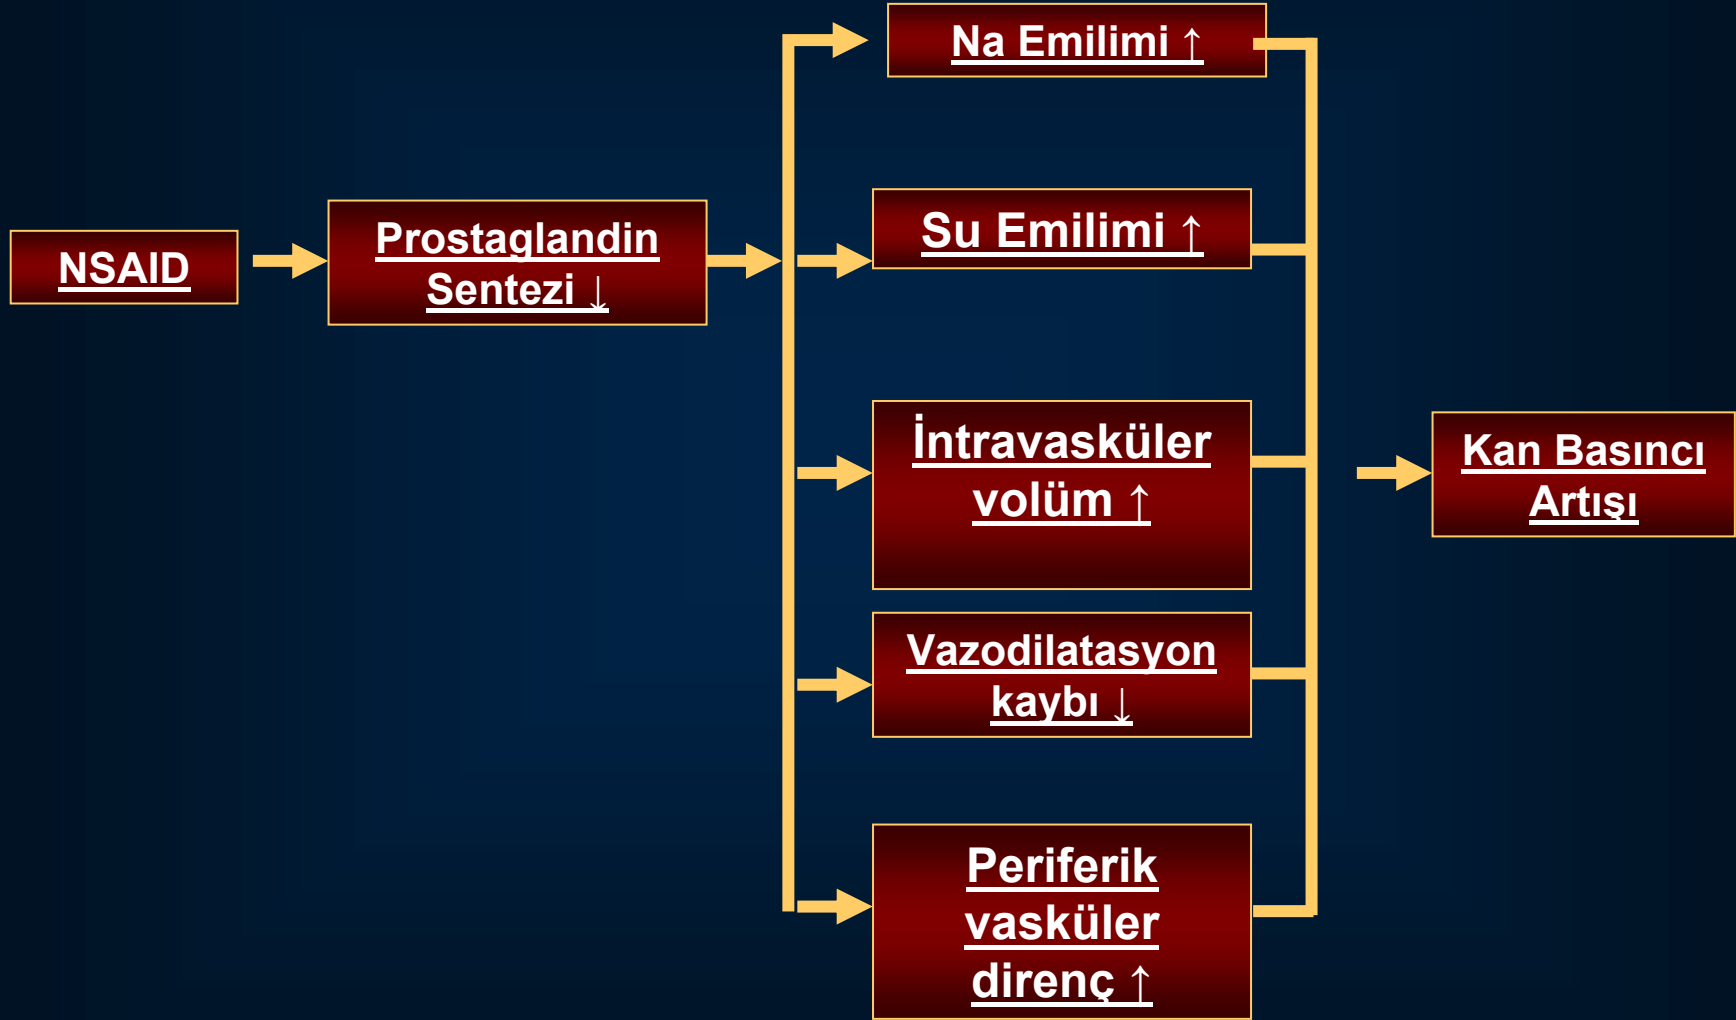 NSAID
Prostaglandin
Sentezi ↓
Na Emilimi ↑
Su Emilimi ↑
İntravasküler
volüm ↑
Vazodilatasyon
kaybı ↓
Periferik
vasküler
direnç ↑
Kan Basıncı
Artışı